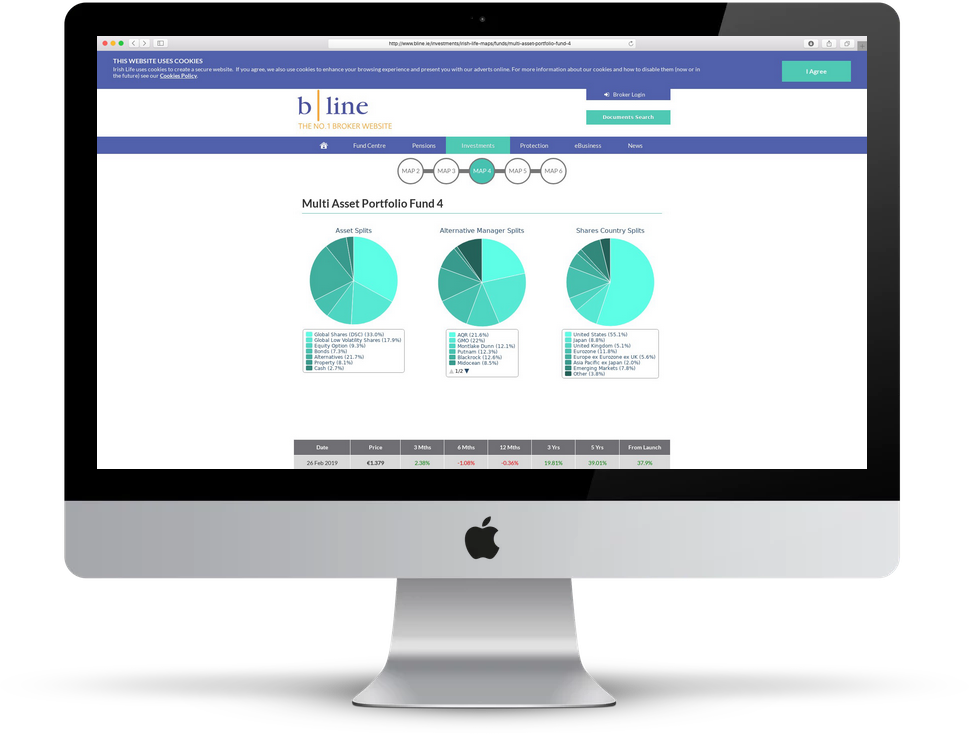 http://www.bline.ie/investments/irish-life-maps/funds/multi-asset-portfolio-fund-4
THIS WEBSITE USES COOKIES
Irish Life uses cookies to create a secure website. If you agree, we also use cookies to enhance your browsing experience and present you with our adverts online. For more information about our cookies and how to disable them (now or
in the future) see our Cookies Policy.
I Agree
b|line
THE NO.1 BROKER WEBSITE
Broker Login
Documents Search
Fund Centre Pensions Investments Protection eBusiness News
MAP 2 MAP 3 MAP 4 MAP 5 MAP 6
Multi Asset Portfolio Fund 4
Asset Splits
Global Shares (DSC) (33.0%)
Global Low Volatility Shares (17.9%)
Equity Option (9.3%)
Bonds (7.3%)
Alternatives (21.7%)
Property (8.1%)
Cash (2.7%)
Alternative Manager Splits
AQR (21.6%)
GMO (22%)
Montlake Dunn (12.1%)
Putnam (12.3%)
Blackrock (12.6%)
Midocean (8.5%)
1/2
Shares Country Splits
United States (55.1%)
Japan (8.8%)
United Kingdom (5.1%)
Eurozone (11.8%)
Europe ex Eurozone ex UK (5.6%)
Asia Pacific ex Japan (2.0%)
Emerging Markets (7.8%)
Other (3.8%)
Date Price 3 Mths 6 Mths 12 Mths 3 Yrs 5 Yrs From Launch
26 Feb 2019 €1.379 2.38% -1.08% -0.36% 19.81% 39.01% 37.9%